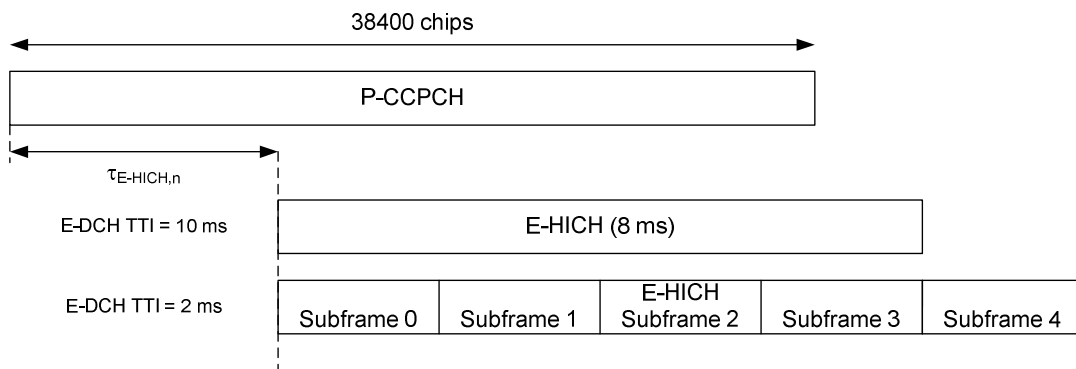 38400 chips
P-CCPCH
τE-HICH,n
E-DCH TTI = 10 ms
E-HICH (8 ms)
E-DCH TTI = 2 ms
E-HICH
Subframe 0 Subframe 1 Subframe 2 Subframe 3 Subframe 4